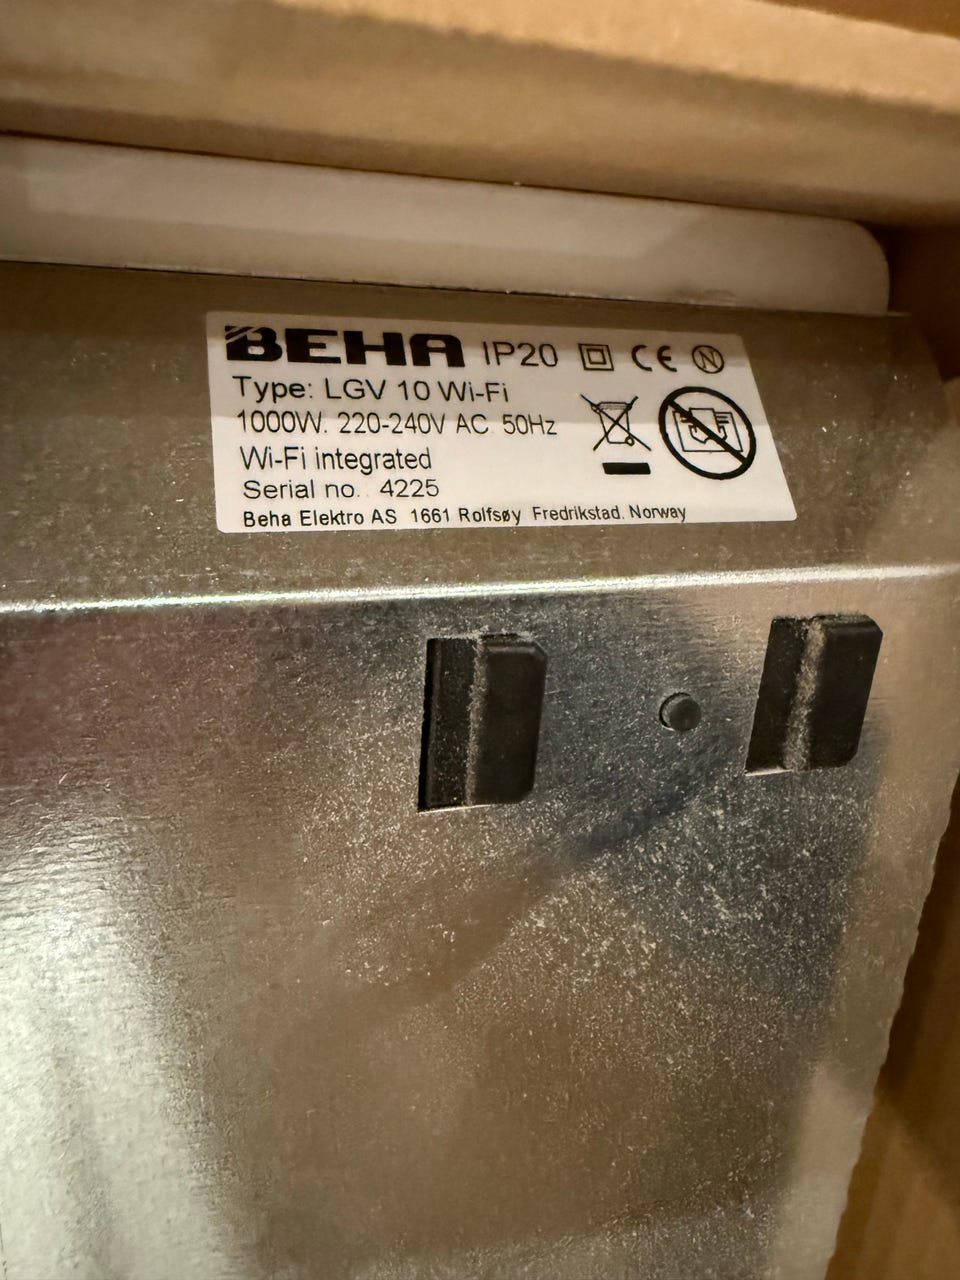 BEHA IP20 CE N
Type: LGV 10 Wi-Fi
1000W. 220-240V AC. 50Hz
Wi-Fi integrated
Serial no. 4225
Beha Elektro AS 1661 Rolfsøy Fredrikstad. Norway